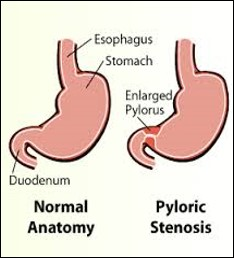 Esophagus
Stomach
Enlarged
Pylorus
Duodenum
Normal
Anatomy
Pyloric
Stenosis